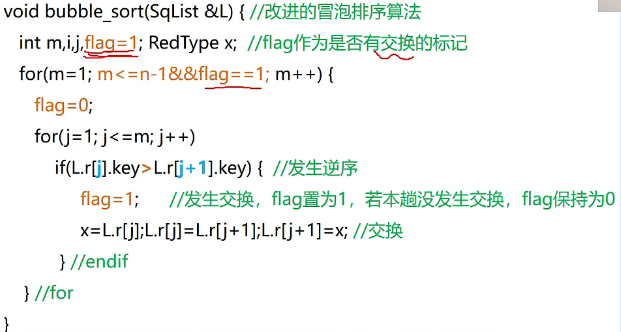 void bubble_sort(SqList &L) { //改进的冒泡排序算法
int m,i,j,flag=1; RedType x; //flag作为是否有交换的标记
for(m=1; m<=n-1&&flag==1; m++) {
flag=0;
for(j=1; j<=m; j++)
if(L.r[j].key>L.r[j+1].key) { //发生逆序
flag=1; //发生交换，flag置为1，若本趟没发生交换，flag保持为0
x=L.r[j];L.r[j]=L.r[j+1];L.r[j+1]=x; //交换
} //endif
} //for
}